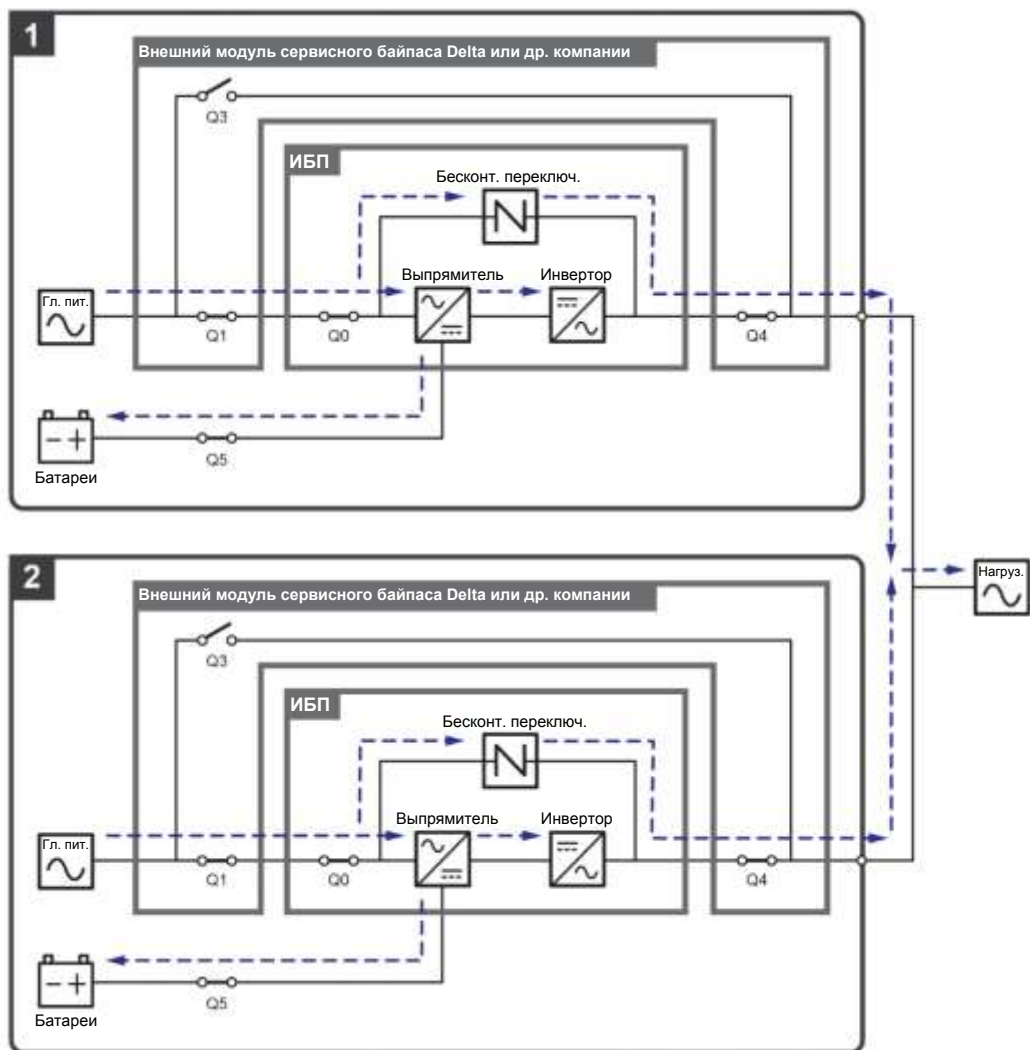 1
Внешний модуль сервисного байпаса Delta или др. компании
Q3
ИБП
Бесконт. переключ.
Гл. пит.
Выпрямитель
Инвертор
Q1
Q0
Q4
Q5
Батареи
2
Нагруз.
Внешний модуль сервисного байпаса Delta или др. компании
Q3
ИБП
Бесконт. переключ.
Гл. пит.
Выпрямитель
Инвертор
Q1
Q0
Q4
Q5
Батареи